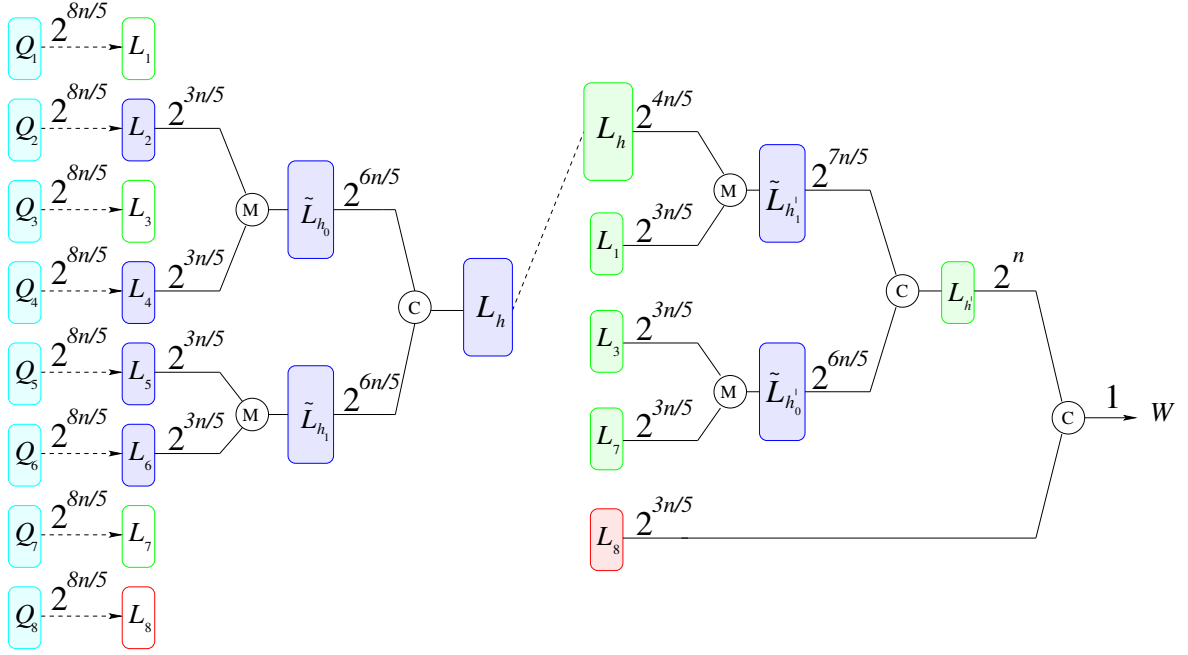 Q₁ 2^{8n/5} L₁
Q₂ 2^{8n/5} L₂ 2^{3n/5}
Q₃ 2^{8n/5} L₃
Q₄ 2^{8n/5} L₄ 2^{3n/5}
Q₅ 2^{8n/5} L₅ 2^{3n/5}
Q₆ 2^{8n/5} L₆ 2^{3n/5}
Q₇ 2^{8n/5} L₇
Q₈ 2^{8n/5} L₈
M L̃_{h₀} 2^{6n/5}
M L̃_{h₁} 2^{6n/5}
C L_h
L_h 2^{4n/5}
L₁ 2^{3n/5}
M L̃_{h'₁} 2^{7n/5}
L₃ 2^{3n/5}
L₇ 2^{3n/5}
M L̃_{h'₀} 2^{6n/5}
C L_{h'} 2^n
L₈ 2^{3n/5}
C 1 W